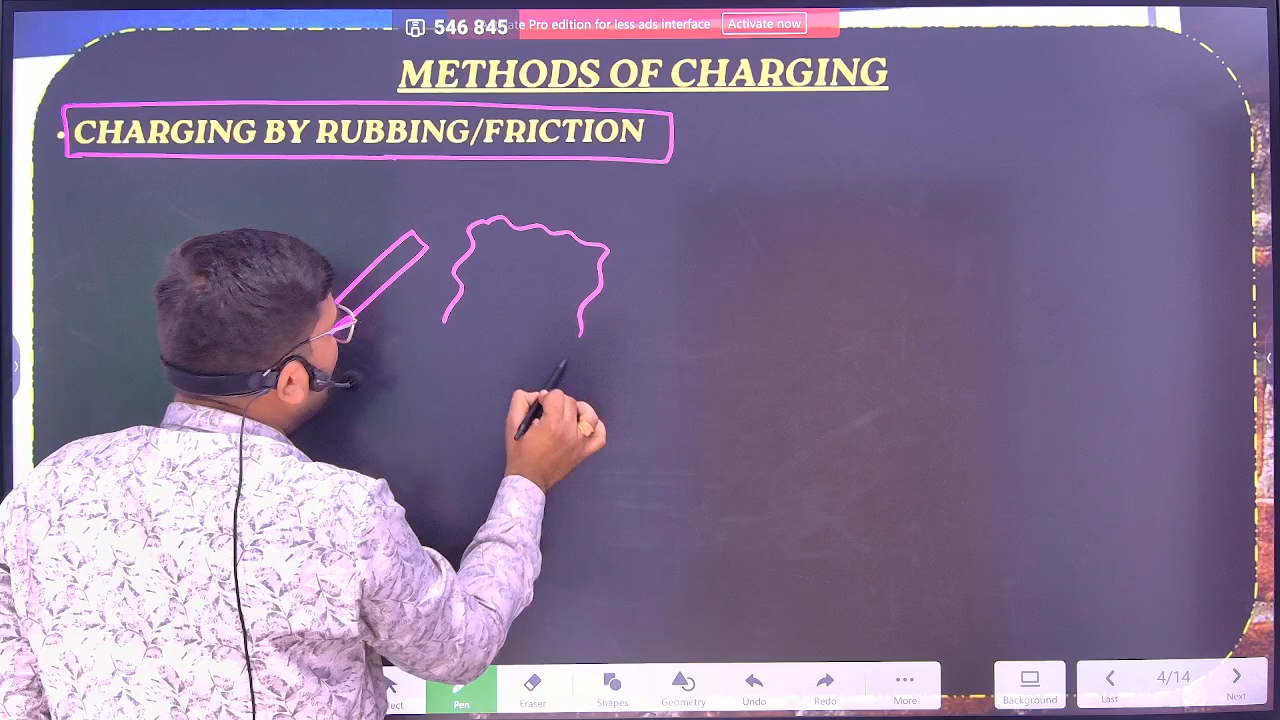 546 845
ate Pro edition for less ads interface
Activate now
METHODS OF CHARGING
• CHARGING BY RUBBING/FRICTION
Pen
Eraser
Shapes
Geometry
Undo
Redo
More
Background
Last
4/14
Next